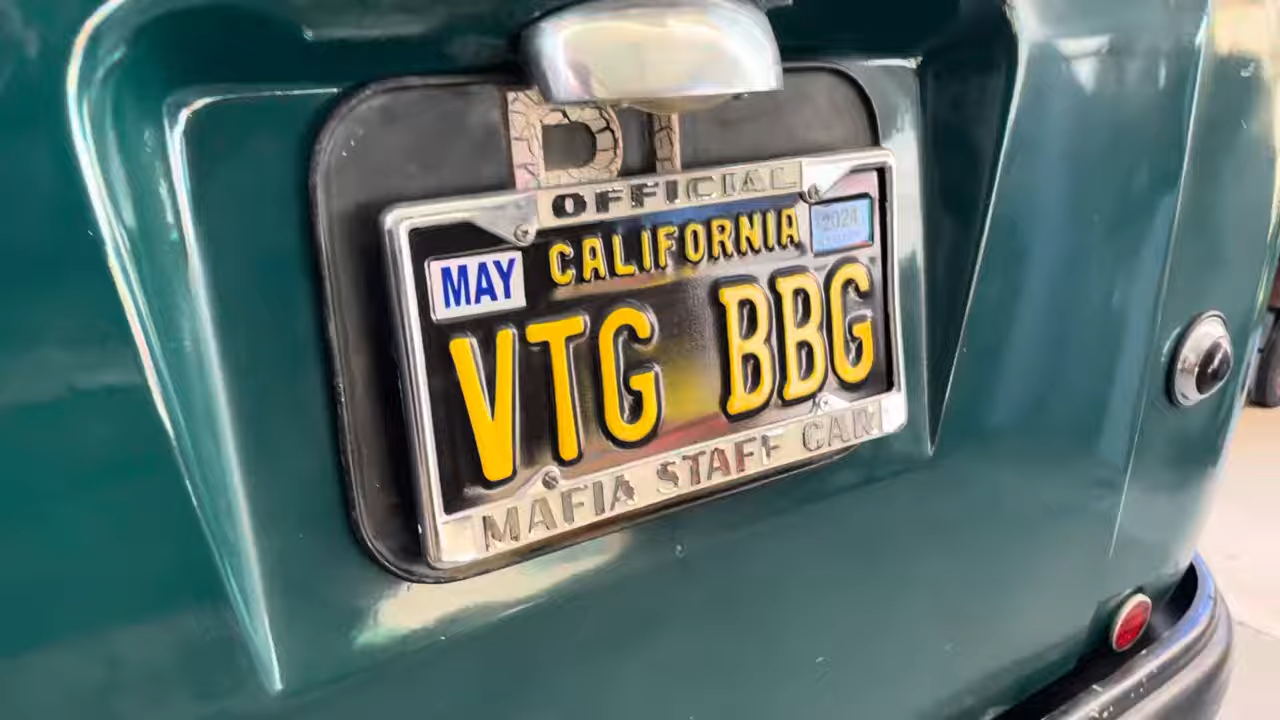 OFFICIAL
CALIFORNIA
MAY
2024
VTG BBG
MAFIA STAFF CAR